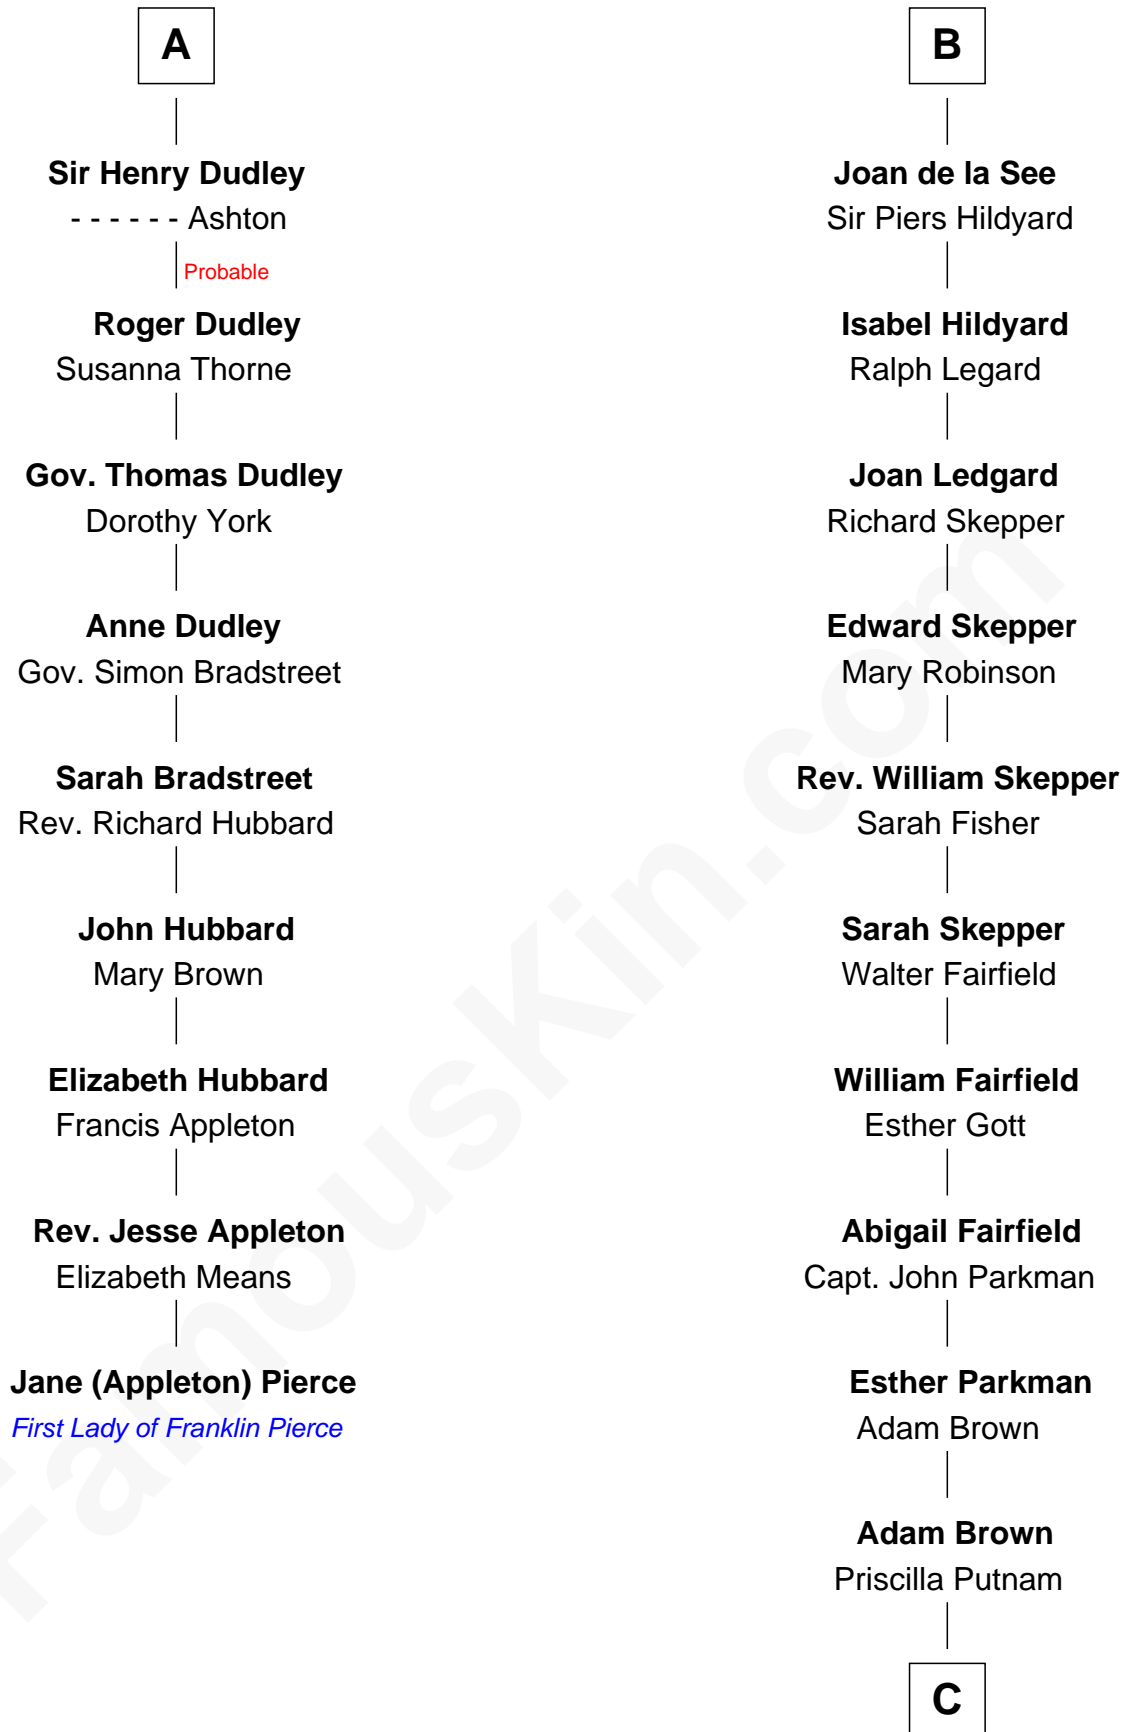 A
Sir Henry Dudley
- - - - - - Ashton
Probable
Roger Dudley
Susanna Thorne
Gov. Thomas Dudley
Dorothy York
Anne Dudley
Gov. Simon Bradstreet
Sarah Bradstreet
Rev. Richard Hubbard
John Hubbard
Mary Brown
Elizabeth Hubbard
Francis Appleton
Rev. Jesse Appleton
Elizabeth Means
Jane (Appleton) Pierce
First Lady of Franklin Pierce
B
Joan de la See
Sir Piers Hildyard
Isabel Hildyard
Ralph Legard
Joan Ledgard
Richard Skepper
Edward Skepper
Mary Robinson
Rev. William Skepper
Sarah Fisher
Sarah Skepper
Walter Fairfield
William Fairfield
Esther Gott
Abigail Fairfield
Capt. John Parkman
Esther Parkman
Adam Brown
Adam Brown
Priscilla Putnam
C
FamousKin.com